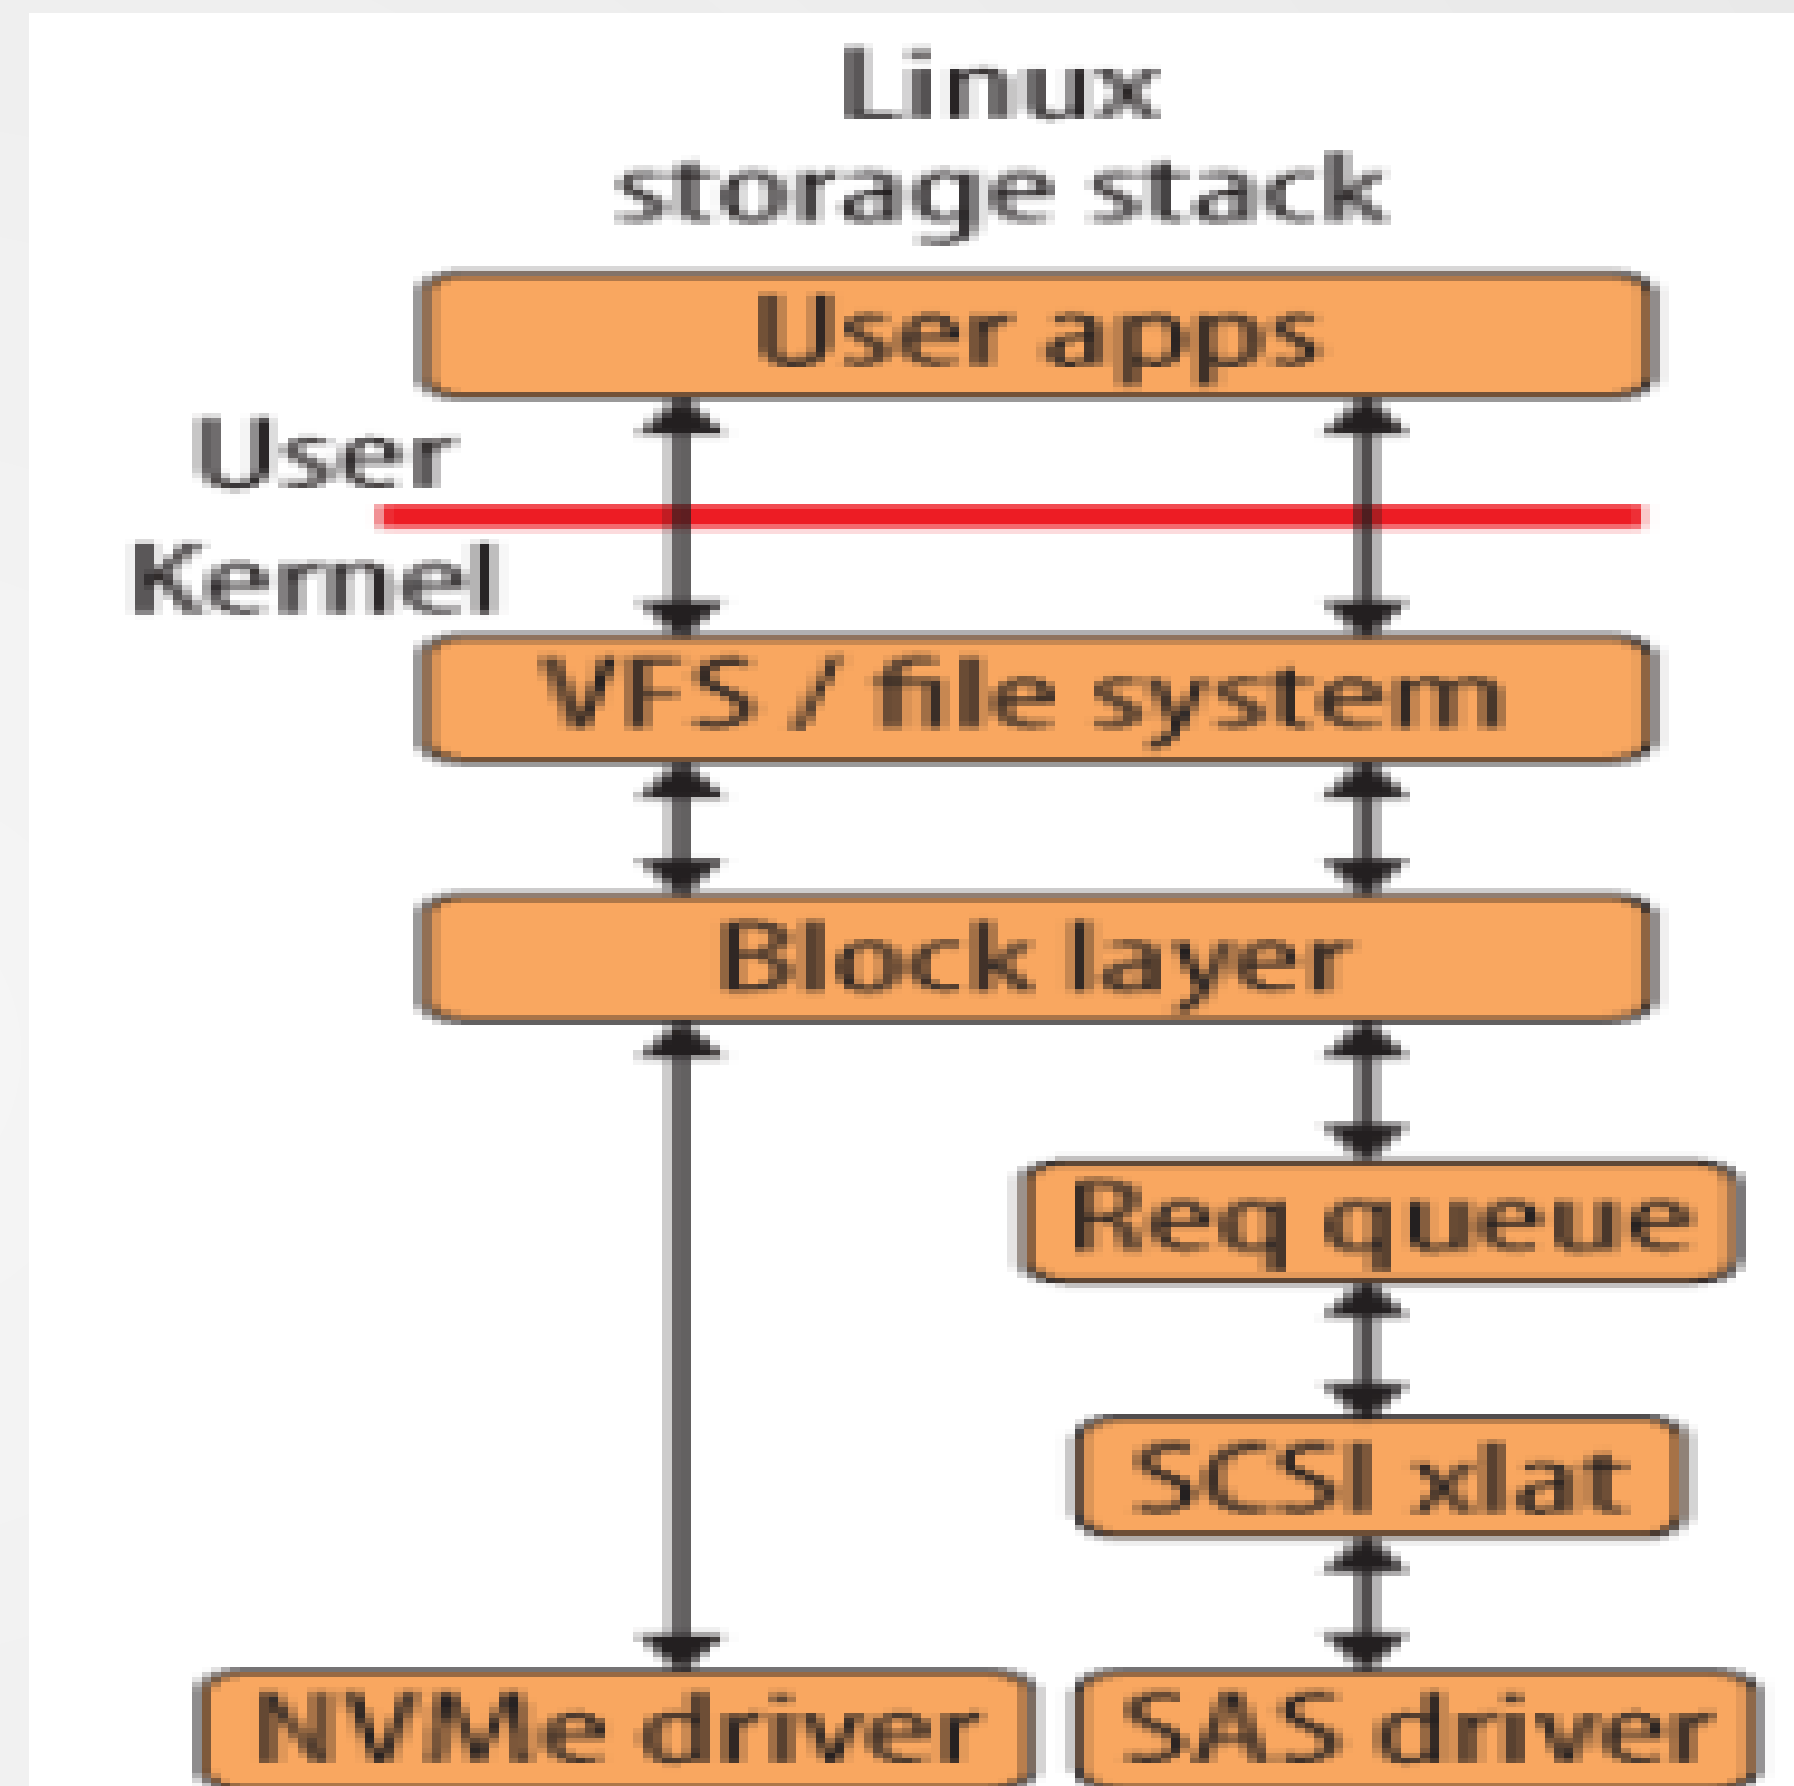 Linux
storage stack
User apps
User
Kernel
VFS / file system
Block layer
Req queue
SCSI xlat
NVMe driver
SAS driver